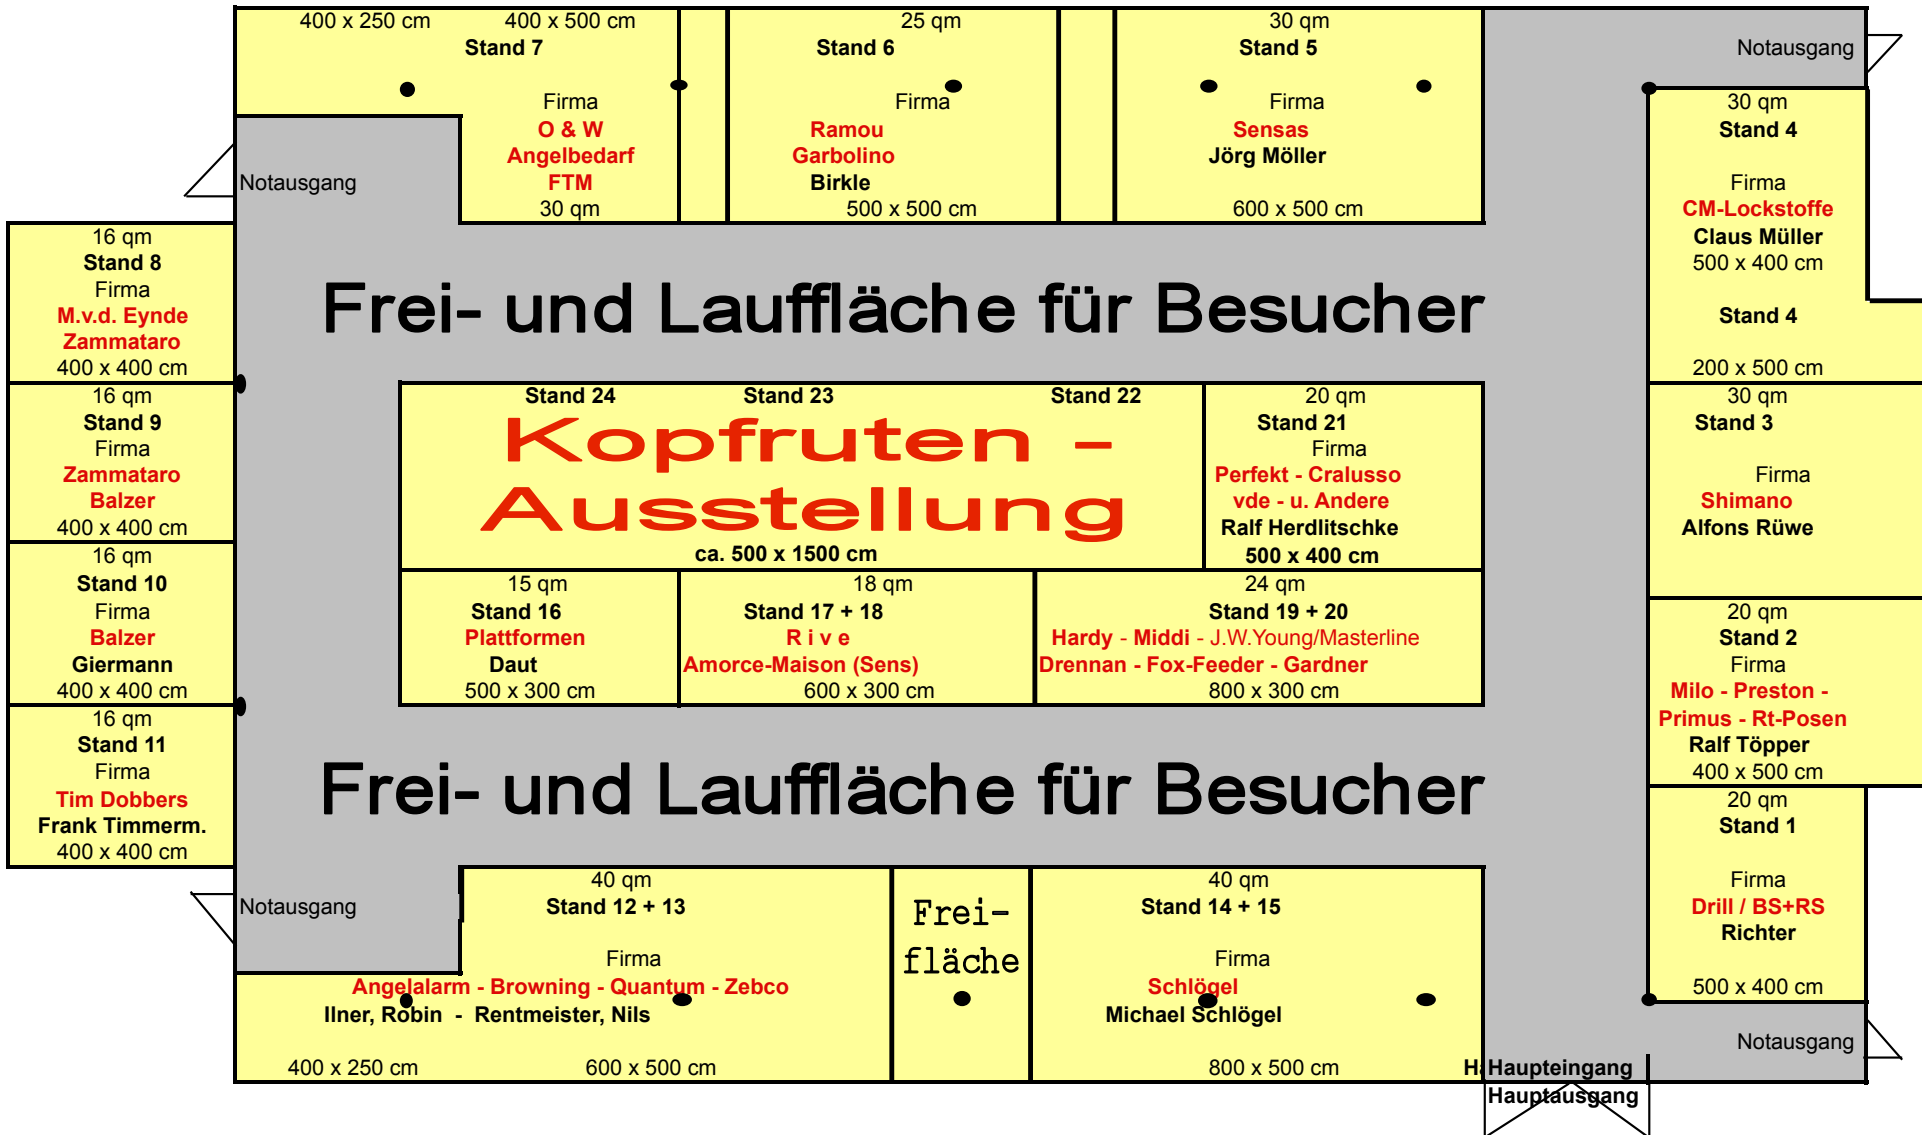 400 x 250 cm
400 x 500 cm
Stand 7
Firma
O & W
Angelbedarf
FTM
30 qm
25 qm
Stand 6
Firma
Ramou
Garbolino
Birkle
500 x 500 cm
30 qm
Stand 5
Firma
Sensas
Jörg Möller
600 x 500 cm
Notausgang
30 qm
Stand 4
Firma
CM-Lockstoffe
Claus Müller
500 x 400 cm
Stand 4
200 x 500 cm
Notausgang
16 qm
Stand 8
Firma
M.v.d. Eynde
Zammataro
400 x 400 cm
Frei- und Lauffläche für Besucher
16 qm
Stand 9
Firma
Zammataro
Balzer
400 x 400 cm
Stand 24
Stand 23
Stand 22
Kopfruten -
Ausstellung
ca. 500 x 1500 cm
20 qm
Stand 21
Firma
Perfekt - Cralusso
vde - u. Andere
Ralf Herdlitschke
500 x 400 cm
30 qm
Stand 3
Firma
Shimano
Alfons Rüwe
16 qm
Stand 10
Firma
Balzer
Giermann
400 x 400 cm
15 qm
Stand 16
Plattformen
Daut
500 x 300 cm
18 qm
Stand 17 + 18
R i v e
Amorce-Maison (Sens)
600 x 300 cm
24 qm
Stand 19 + 20
Hardy - Middi - J.W.Young/Masterline
Drennan - Fox-Feeder - Gardner
800 x 300 cm
20 qm
Stand 2
Firma
Milo - Preston -
Primus - Rt-Posen
Ralf Töpper
400 x 500 cm
16 qm
Stand 11
Firma
Tim Dobbers
Frank Timmerm.
400 x 400 cm
Frei- und Lauffläche für Besucher
20 qm
Stand 1
Firma
Drill / BS+RS
Richter
500 x 400 cm
Notausgang
40 qm
Stand 12 + 13
Firma
Angelalarm - Browning - Quantum - Zebco
Ilner, Robin - Rentmeister, Nils
400 x 250 cm
600 x 500 cm
Frei-
fläche
40 qm
Stand 14 + 15
Firma
Schlögel
Michael Schlögel
800 x 500 cm
Notausgang
Haupteingang
Hauptausgang